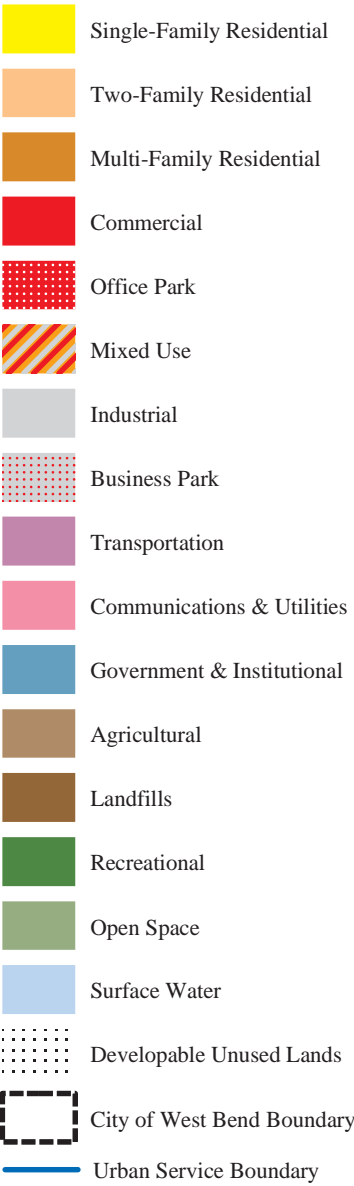 Single-Family Residential
Two-Family Residential
Multi-Family Residential
Commercial
Office Park
Mixed Use
Industrial
Business Park
Transportation
Communications & Utilities
Government & Institutional
Agricultural
Landfills
Recreational
Open Space
Surface Water
Developable Unused Lands
City of West Bend Boundary
Urban Service Boundary